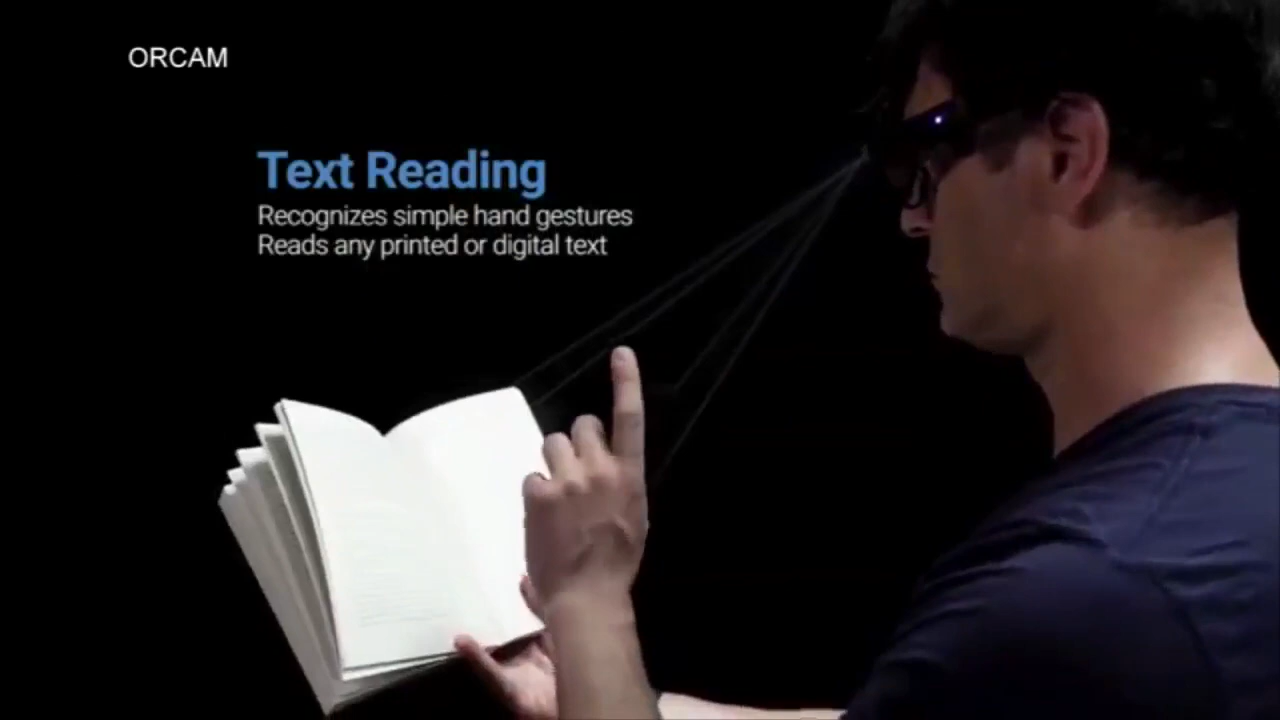 ORCAM
Text Reading
Recognizes simple hand gestures
Reads any printed or digital text